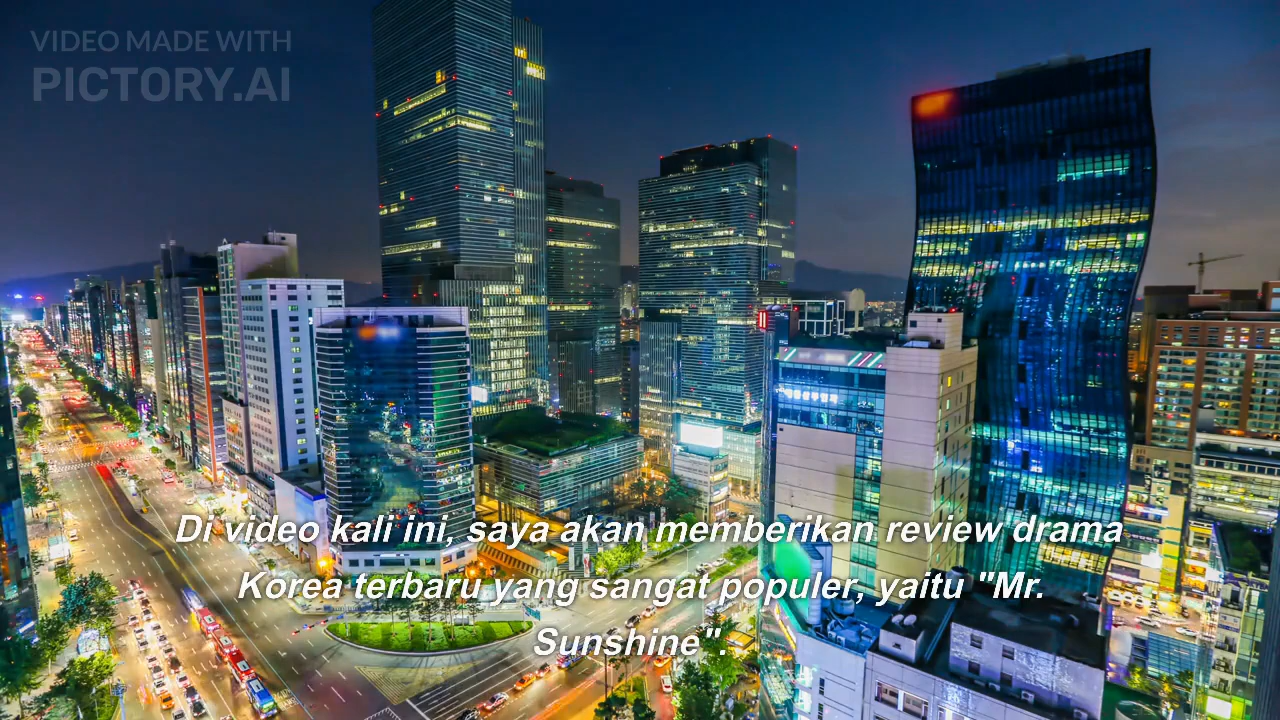 VIDEO MADE WITH
PICTORY.AI
Di video kali ini, saya akan memberikan review drama
Korea terbaru yang sangat populer, yaitu "Mr.
Sunshine".